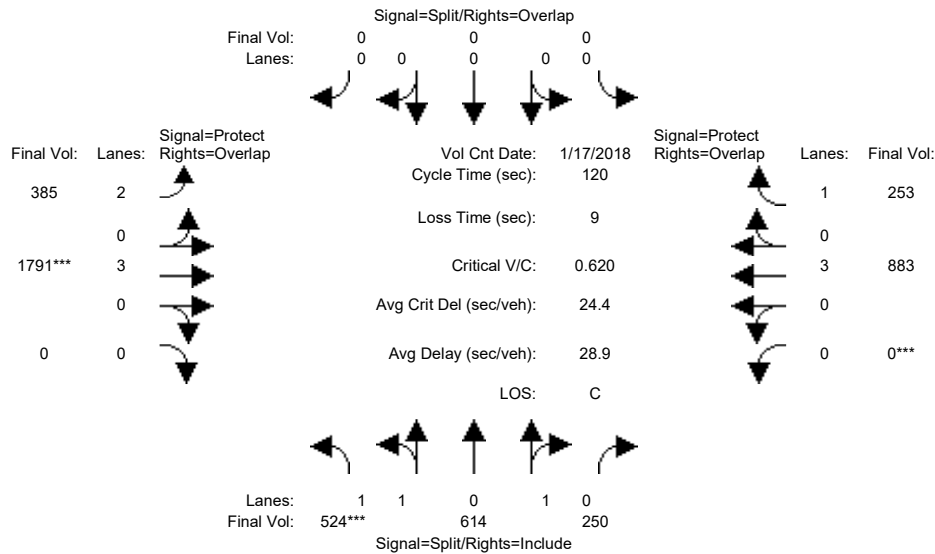 Signal=Split/Rights=Overlap
Final Vol: 0 0 0
Lanes: 0 0 0 0 0
Signal=Protect Signal=Protect
Final Vol: Lanes: Rights=Overlap Vol Cnt Date: 1/17/2018 Rights=Overlap Lanes: Final Vol:
Cycle Time (sec): 120
385 2 1 253
Loss Time (sec): 9
0 0
1791*** 3 Critical V/C: 0.620 3 883
0 Avg Crit Del (sec/veh): 24.4 0
0 0 Avg Delay (sec/veh): 28.9 0 0***
LOS: C
Lanes: 1 1 0 1 0
Final Vol: 524*** 614 250
Signal=Split/Rights=Include